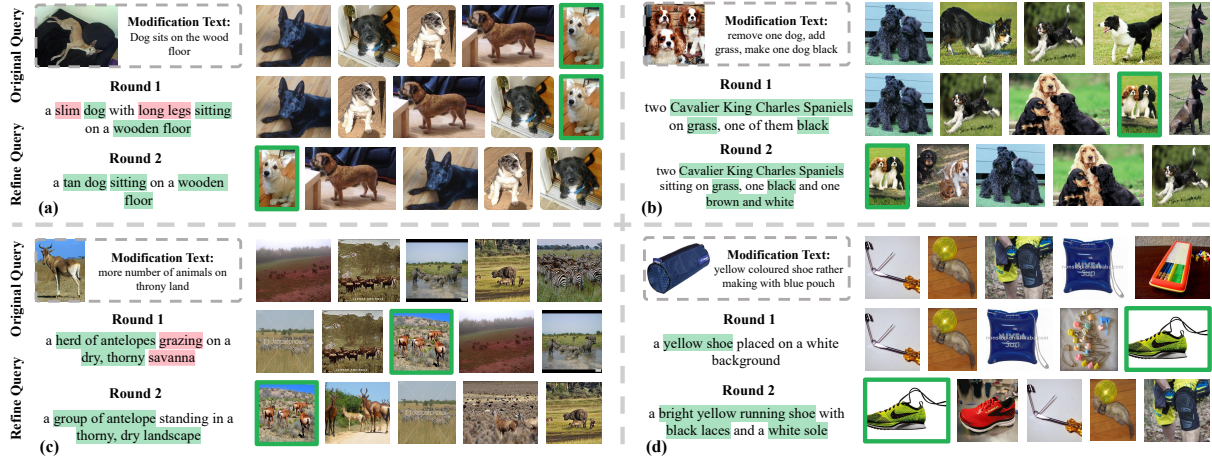 Original Query
Modification Text:
Dog sits on the wood
floor
Refine Query
Round 1
a slim dog with long legs sitting
on a wooden floor
Round 2
a tan dog sitting on a wooden
floor
(a)
Modification Text:
remove one dog, add
grass, make one dog black
Round 1
two Cavalier King Charles Spaniels
on grass, one of them black
Round 2
two Cavalier King Charles Spaniels
sitting on grass, one black and one
brown and white
(b)
Original Query
Modification Text:
more number of animals on
throny land
Refine Query
Round 1
a herd of antelopes grazing on a
dry, thorny savanna
Round 2
a group of antelope standing in a
thorny, dry landscape
(c)
Modification Text:
yellow coloured shoe rather
making with blue pouch
NIVEA
Sun
Round 1
a yellow shoe placed on a white
background
NIVEA
Sun
Round 2
a bright yellow running shoe with
black laces and a white sole
(d)